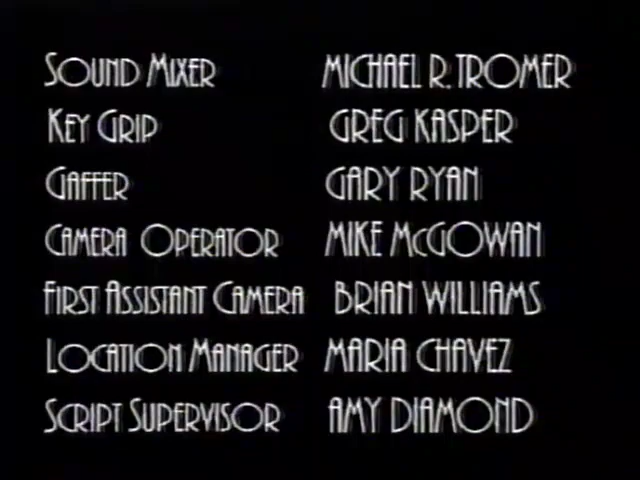 Sound Mixer MICHAEL R. TROMER
Key Grip GREG KASPER
Gaffer GARY RYAN
Camera Operator MIKE McGOWAN
First Assistant Camera BRIAN WILLIAMS
Location Manager MARIA CHAVEZ
Script Supervisor AMY DIAMOND